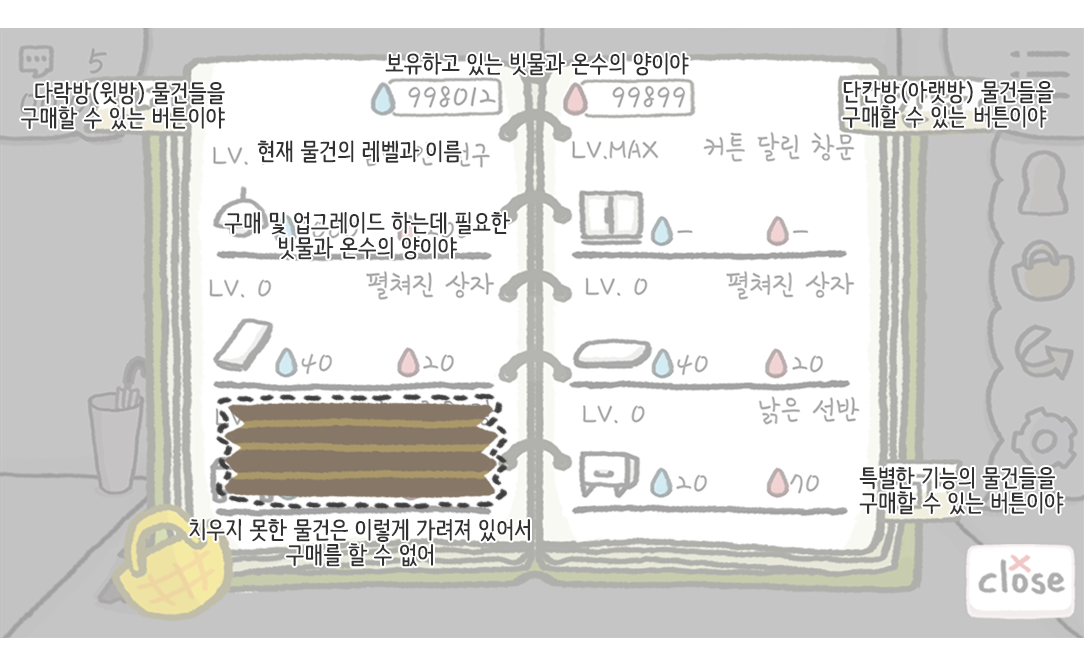 5
보유하고 있는 빗물과 온수의 양이야
998012
99899
다락방(윗방) 물건들을
구매할 수 있는 버튼이야
단칸방(아랫방) 물건들을
구매할 수 있는 버튼이야
LV.
현재 물건의 레벨과 이름
구매 및 업그레이드 하는데 필요한
빗물과 온수의 양이야
LV.MAX 커튼 달린 창문
- -
LV. 0 펼쳐진 상자
40 20
LV. 0 펼쳐진 상자
40 20
LV. 0 낡은 선반
20 70
치우지 못한 물건은 이렇게 가려져 있어서
구매를 할 수 없어
특별한 기능의 물건들을
구매할 수 있는 버튼이야
close